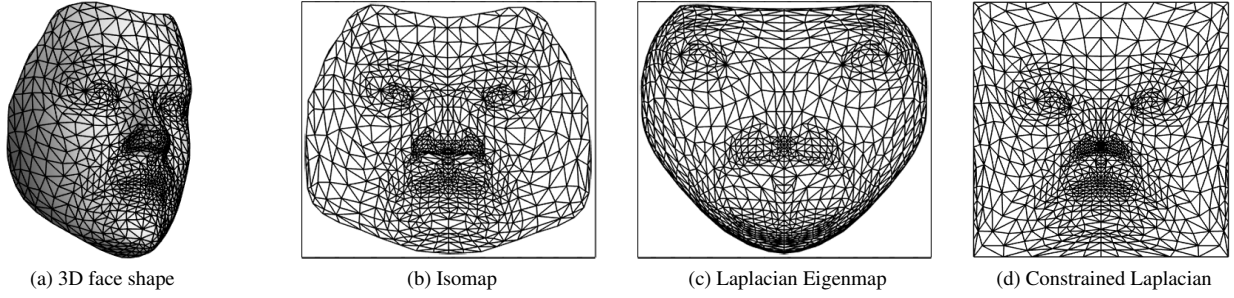 (a) 3D face shape
(b) Isomap
(c) Laplacian Eigenmap
(d) Constrained Laplacian